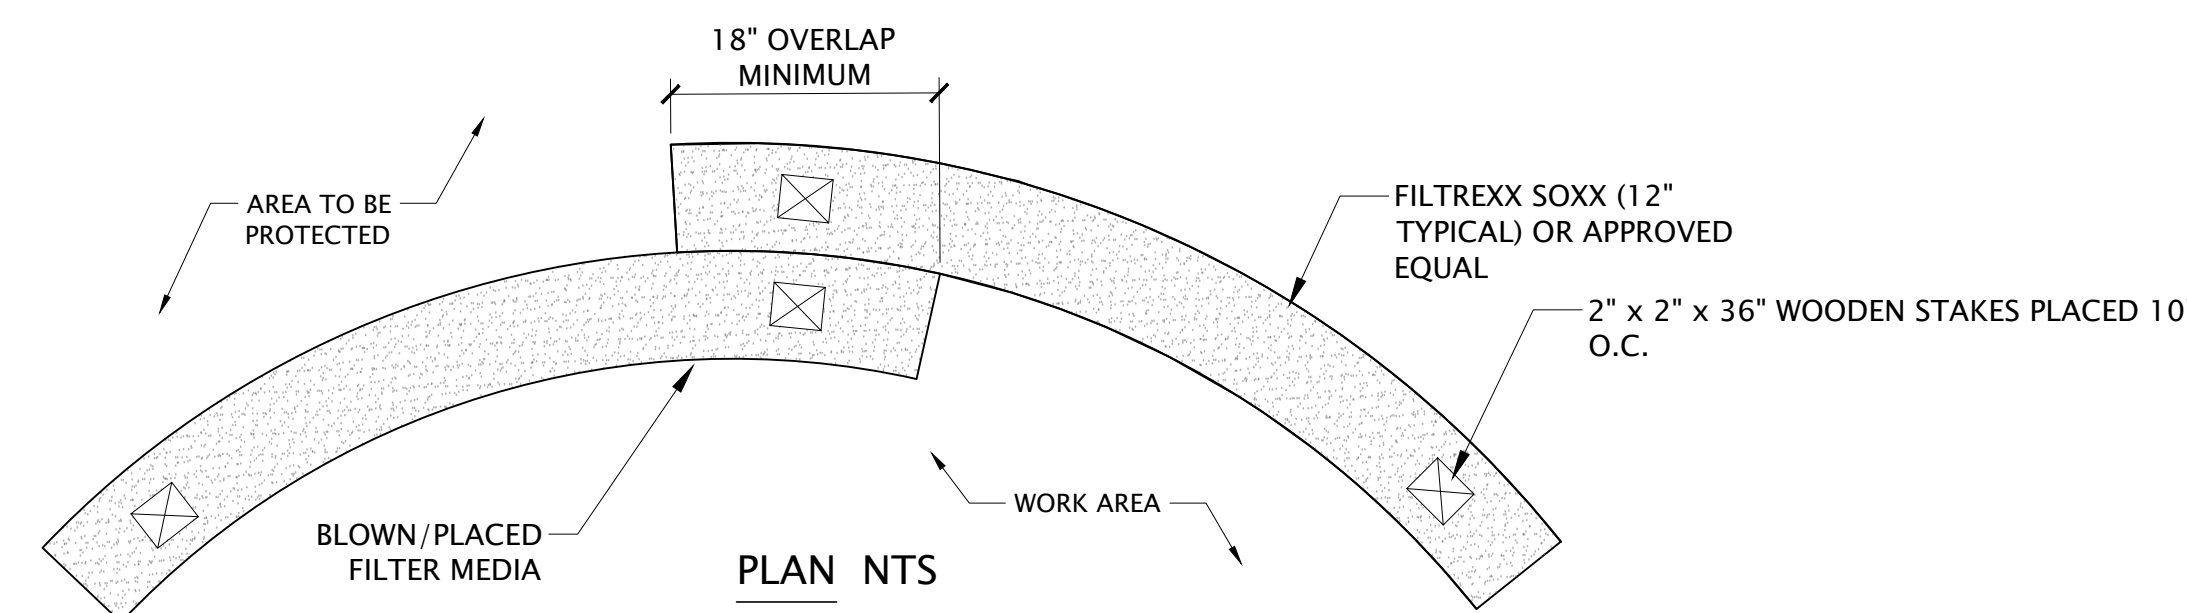 18" OVERLAP
MINIMUM
AREA TO BE
PROTECTED
FILTREXX SOXX (12"
TYPICAL) OR APPROVED
EQUAL
2" x 2" x 36" WOODEN STAKES PLACED 10'
O.C.
WORK AREA
BLOWN/PLACED
FILTER MEDIA
PLAN NTS